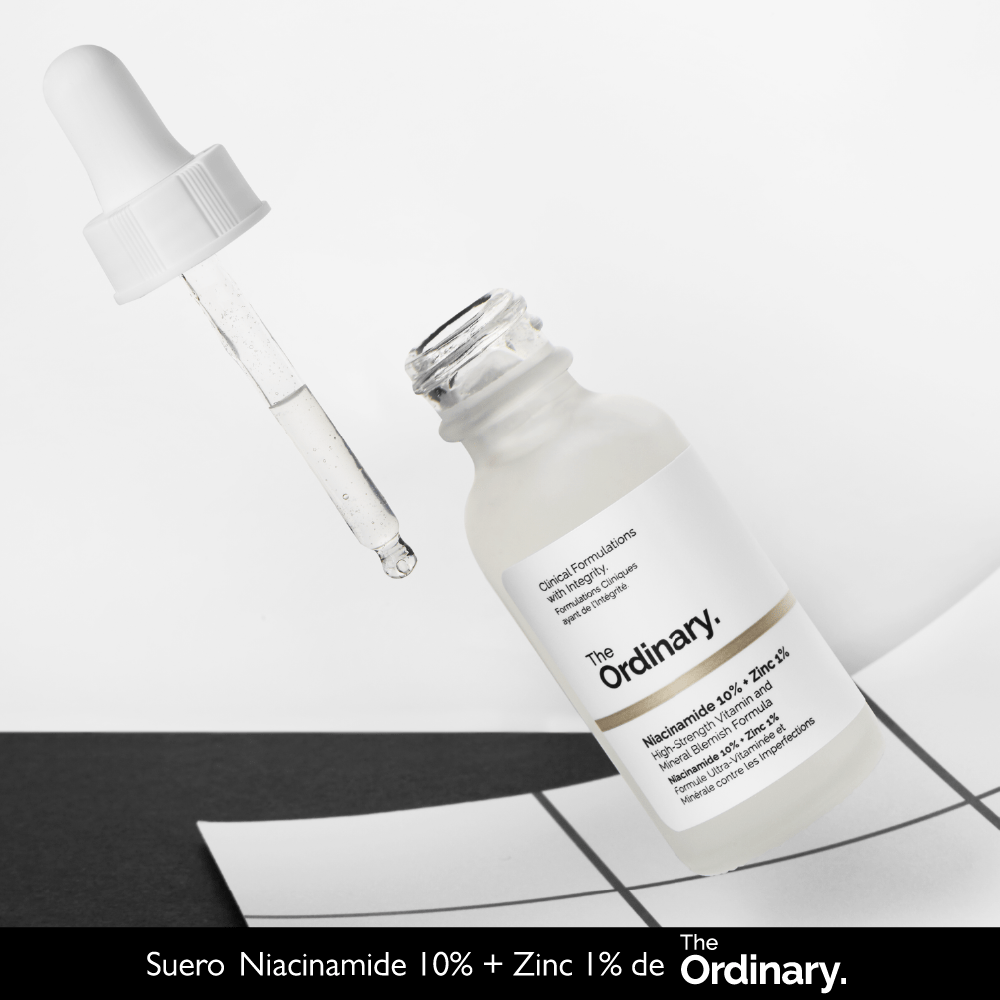 Clinical Formulations
with Integrity.
Formulations Cliniques
ayant de l'Intégrité.
The
Ordinary.
Niacinamide 10% + Zinc 1%
High-Strength Vitamin and
Mineral Blemish Formula
Niacinamide 10% + Zinc 1%
Formule Ultra-Vitaminée et
Minérale contre les Imperfections
Suero Niacinamide 10% + Zinc 1% de The Ordinary.